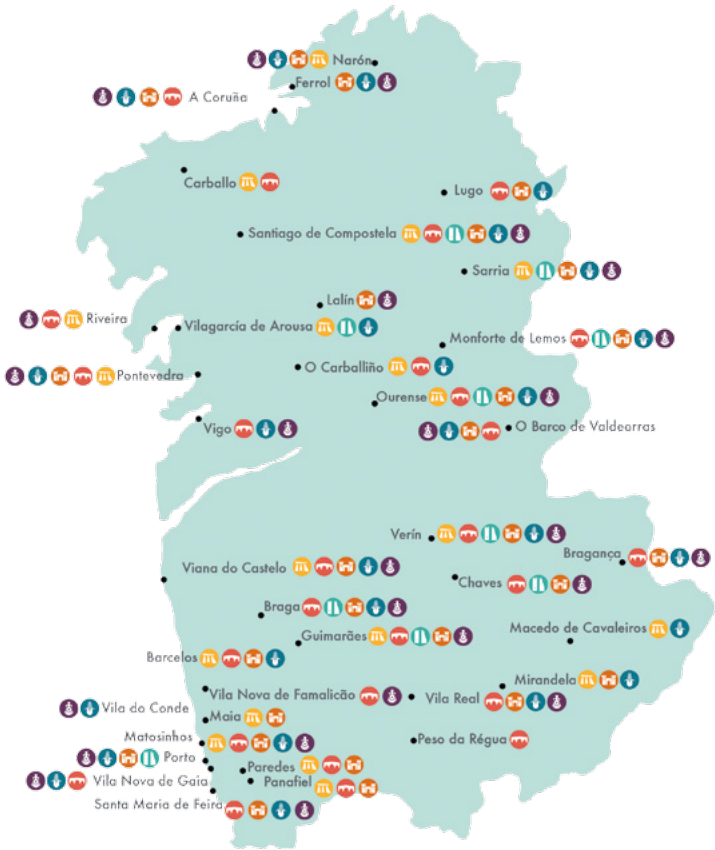 Narón
Ferrol
A Coruña
Carballo
Lugo
Santiago de Compostela
Sarria
Lalín
Riveira
Vilagarcía de Arousa
Monforte de Lemos
O Carballiño
Pontevedra
Ourense
Vigo
O Barco de Valdeorras
Verín
Bragança
Viana do Castelo
Chaves
Braga
Macedo de Cavaleiros
Guimarães
Barcelos
Mirandela
Vila Nova de Famalicão
Vila Real
Vila do Conde
Maia
Matosinhos
Peso da Régua
Porto
Paredes
Vila Nova de Gaia
Panafiel
Santa Maria de Feira